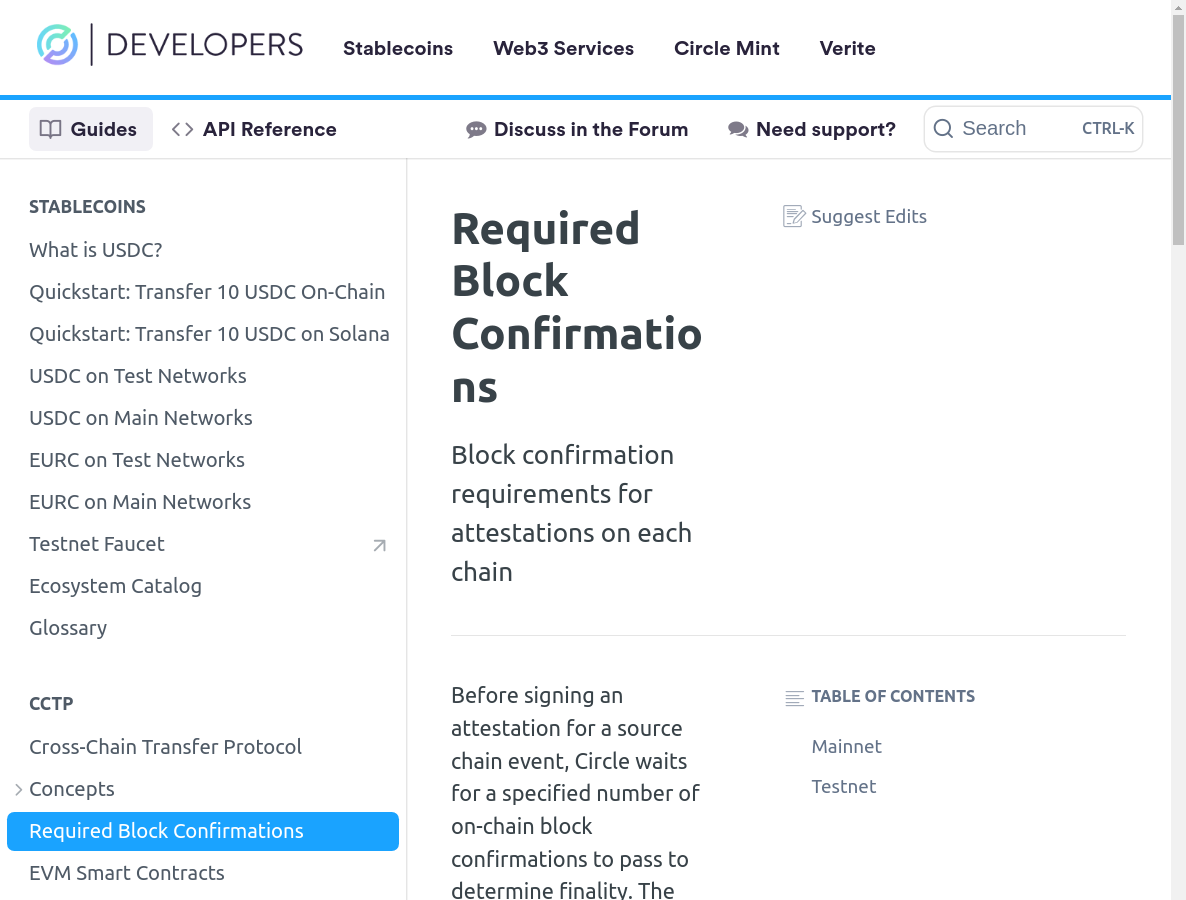 DEVELOPERS
Stablecoins
Web3 Services
Circle Mint
Verite
Guides
API Reference
Discuss in the Forum
Need support?
Search
CTRL-K
STABLECOINS
What is USDC?
Quickstart: Transfer 10 USDC On-Chain
Quickstart: Transfer 10 USDC on Solana
USDC on Test Networks
USDC on Main Networks
EURC on Test Networks
EURC on Main Networks
Testnet Faucet
Ecosystem Catalog
Glossary
CCTP
Cross-Chain Transfer Protocol
Concepts
Required Block Confirmations
EVM Smart Contracts
Required
Block
Confirmatio
ns
Suggest Edits
Block confirmation
requirements for
attestations on each
chain
Before signing an
attestation for a source
chain event, Circle waits
for a specified number of
on-chain block
confirmations to pass to
determine finality. The
TABLE OF CONTENTS
Mainnet
Testnet